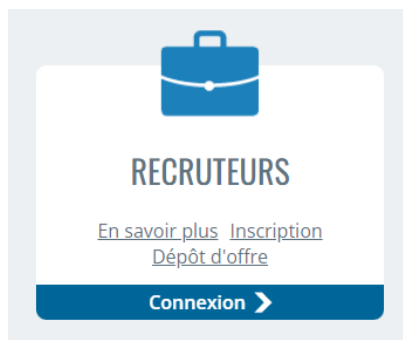 RECRUTEURS
En savoir plus Inscription
Dépôt d'offre
Connexion